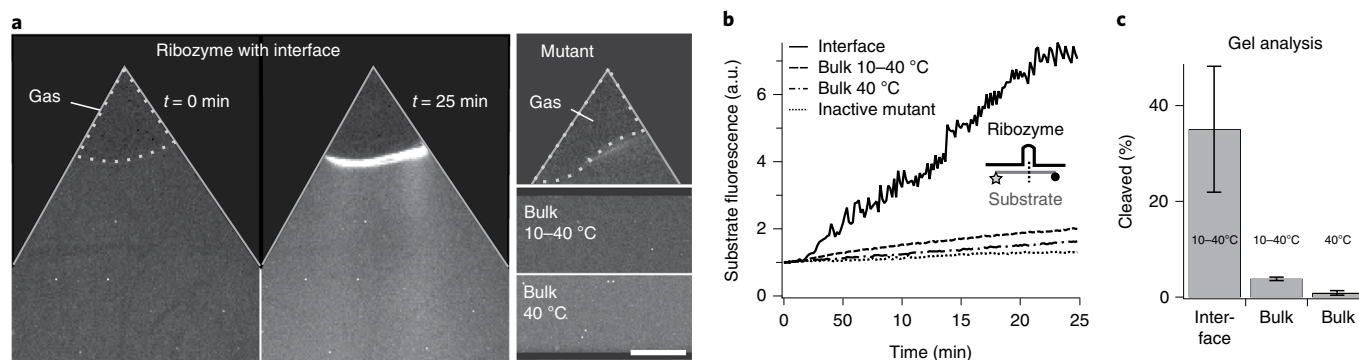 a
Ribozyme with interface
Gas
t = 0 min
t = 25 min
Mutant
Gas
Bulk
10–40 °C
Bulk
40 °C
b
Substrate fluorescence (a.u.)
6
4
2
0
Interface
Bulk 10–40 °C
Bulk 40 °C
Inactive mutant
Ribozyme
Substrate
0
50
10
15
20
25
Time (min)
c
Gel analysis
Cleaved (%)
40
20
0
10–40°C
10–40°C
40°C
Inter-
face
Bulk
Bulk